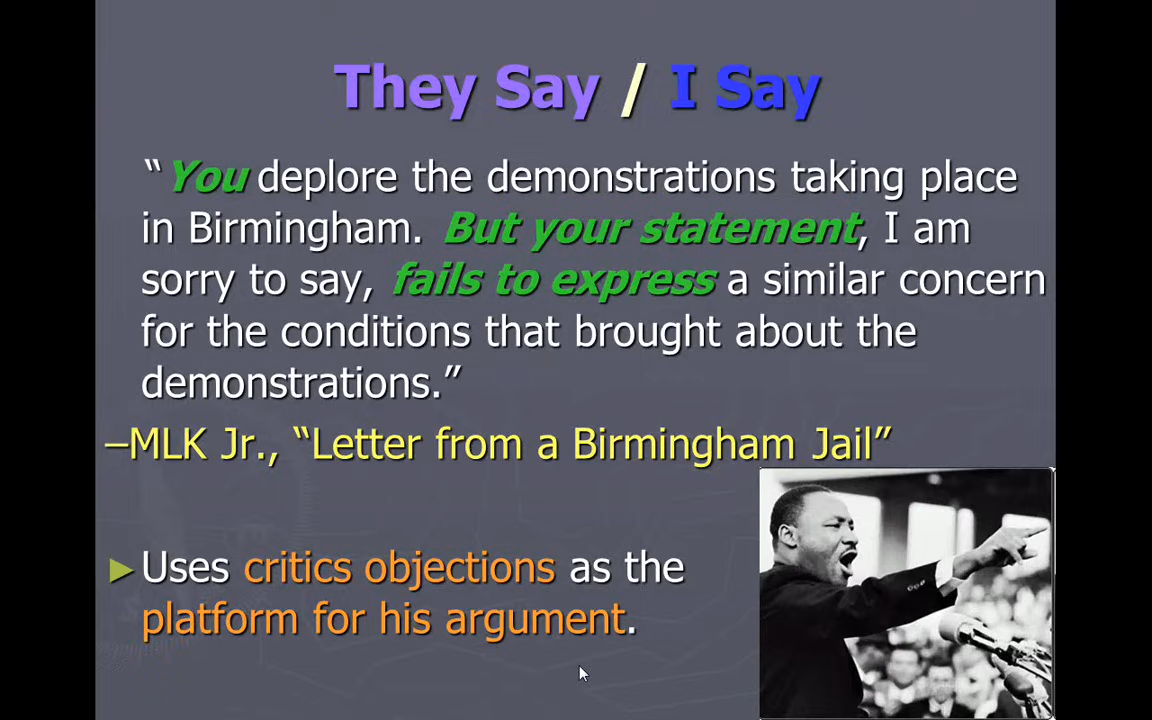 They Say / I Say
“You deplore the demonstrations taking place
in Birmingham. But your statement, I am
sorry to say, fails to express a similar concern
for the conditions that brought about the
demonstrations.”
–MLK Jr., “Letter from a Birmingham Jail”
►Uses critics objections as the
platform for his argument.